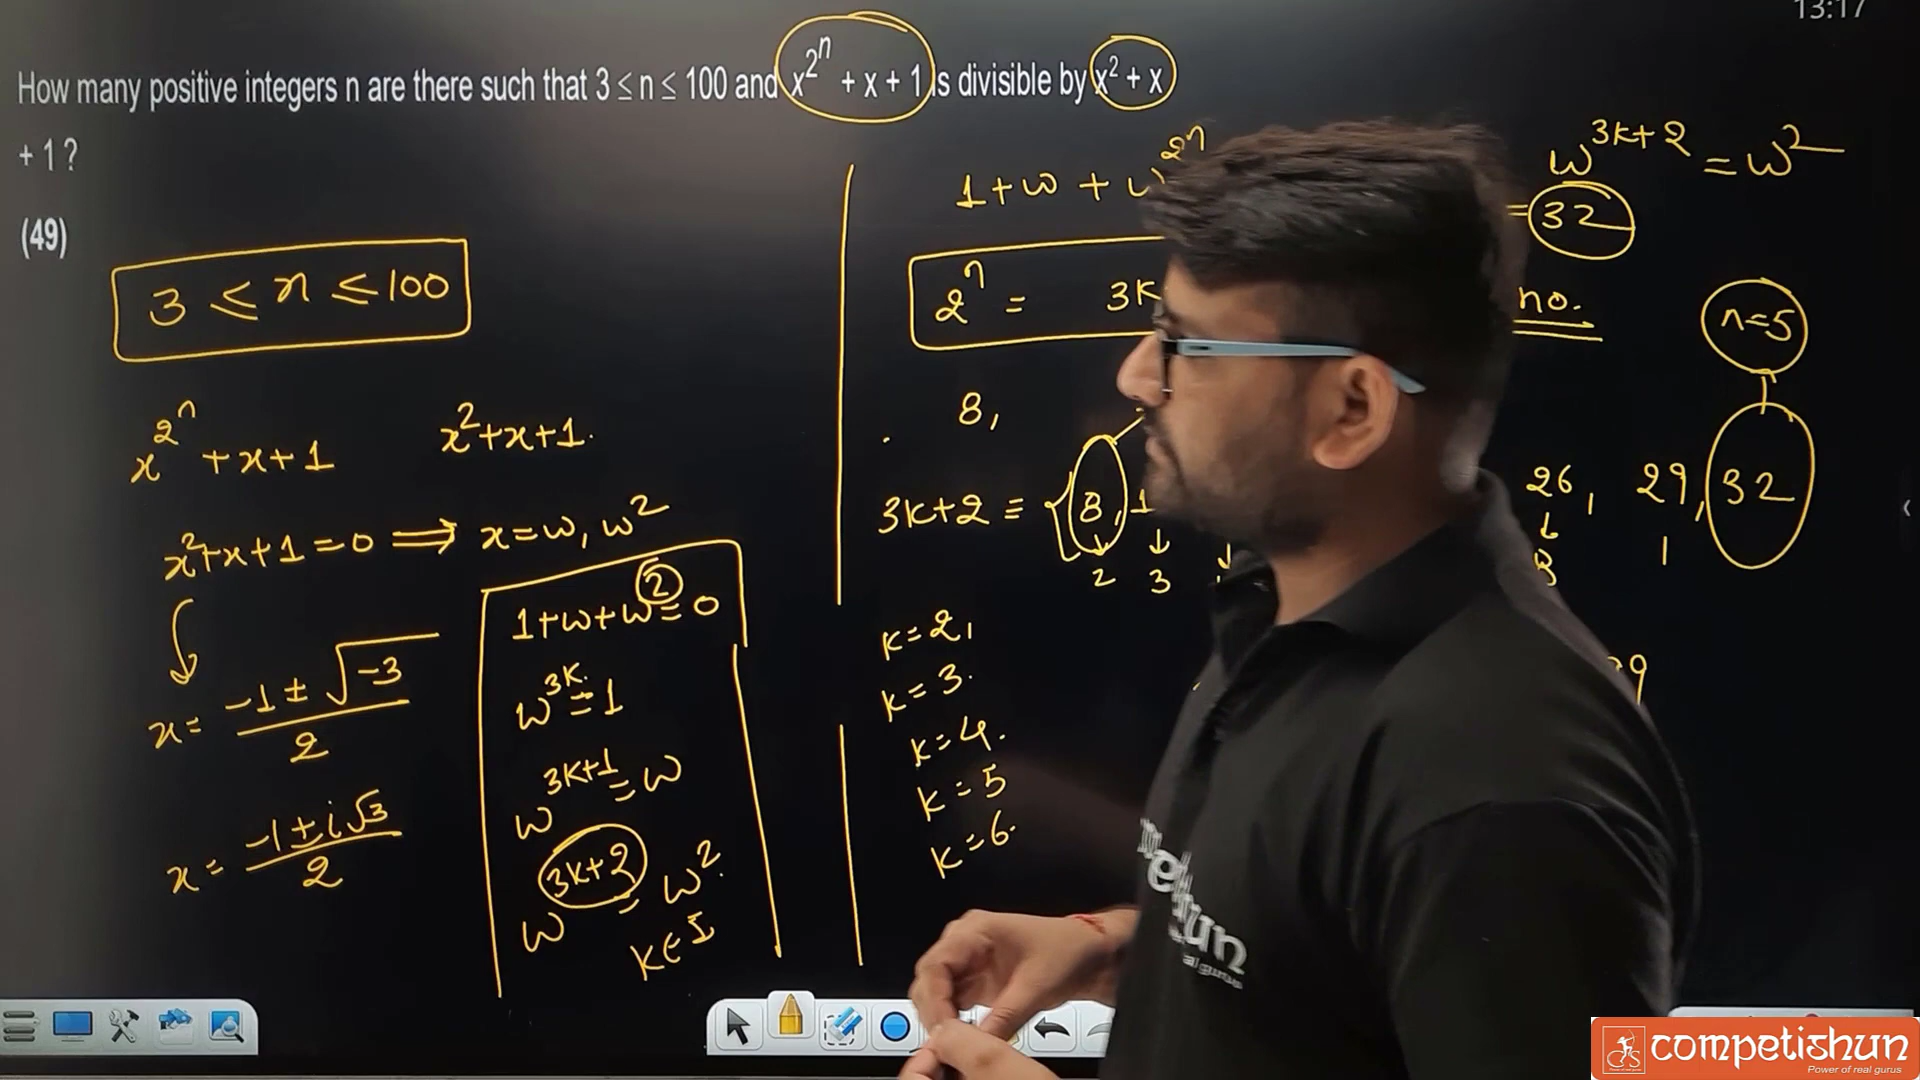 13:17
How many positive integers n are there such that 3 ≤ n ≤ 100 and x^{2^n} + x + 1 is divisible by x² + x
+ 1 ?
(49)
3 ≤ n ≤ 100
x^{2^n} + x + 1
x² + x + 1.
x² + x + 1 = 0 ⟹ x = ω, ω²
x = (-1 ± √-3)/2
x = (-1 ± i√3)/2
1 + ω + ω² = 0
ω^{3k} = 1
ω^{3k+1} = ω
ω^{3k+2} = ω².
k ∈ I
1 + ω + ω^{2^n}
ω^{3k+2} = ω²
= 32
2^n = 3k
no.
n=5
8,
3k+2 ≡ { 8, 1
26, 29, 32
2 3
k=2,
k=3.
k=4.
k=5
k=6.
competishun
Power of real gurus